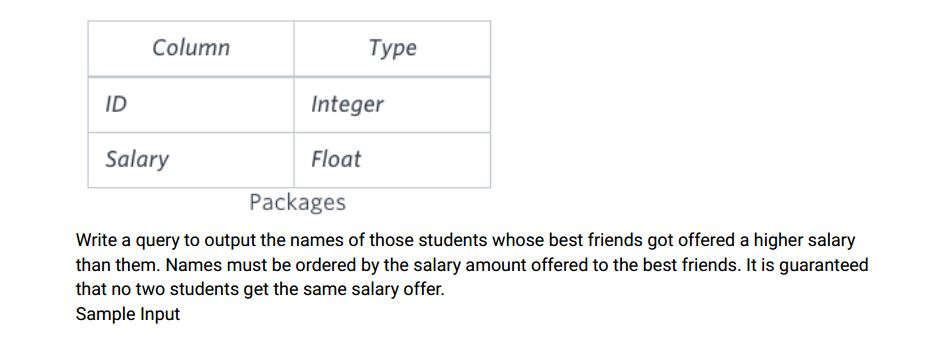 Column Type
ID Integer
Salary Float
Packages
Write a query to output the names of those students whose best friends got offered a higher salary
than them. Names must be ordered by the salary amount offered to the best friends. It is guaranteed
that no two students get the same salary offer.
Sample Input